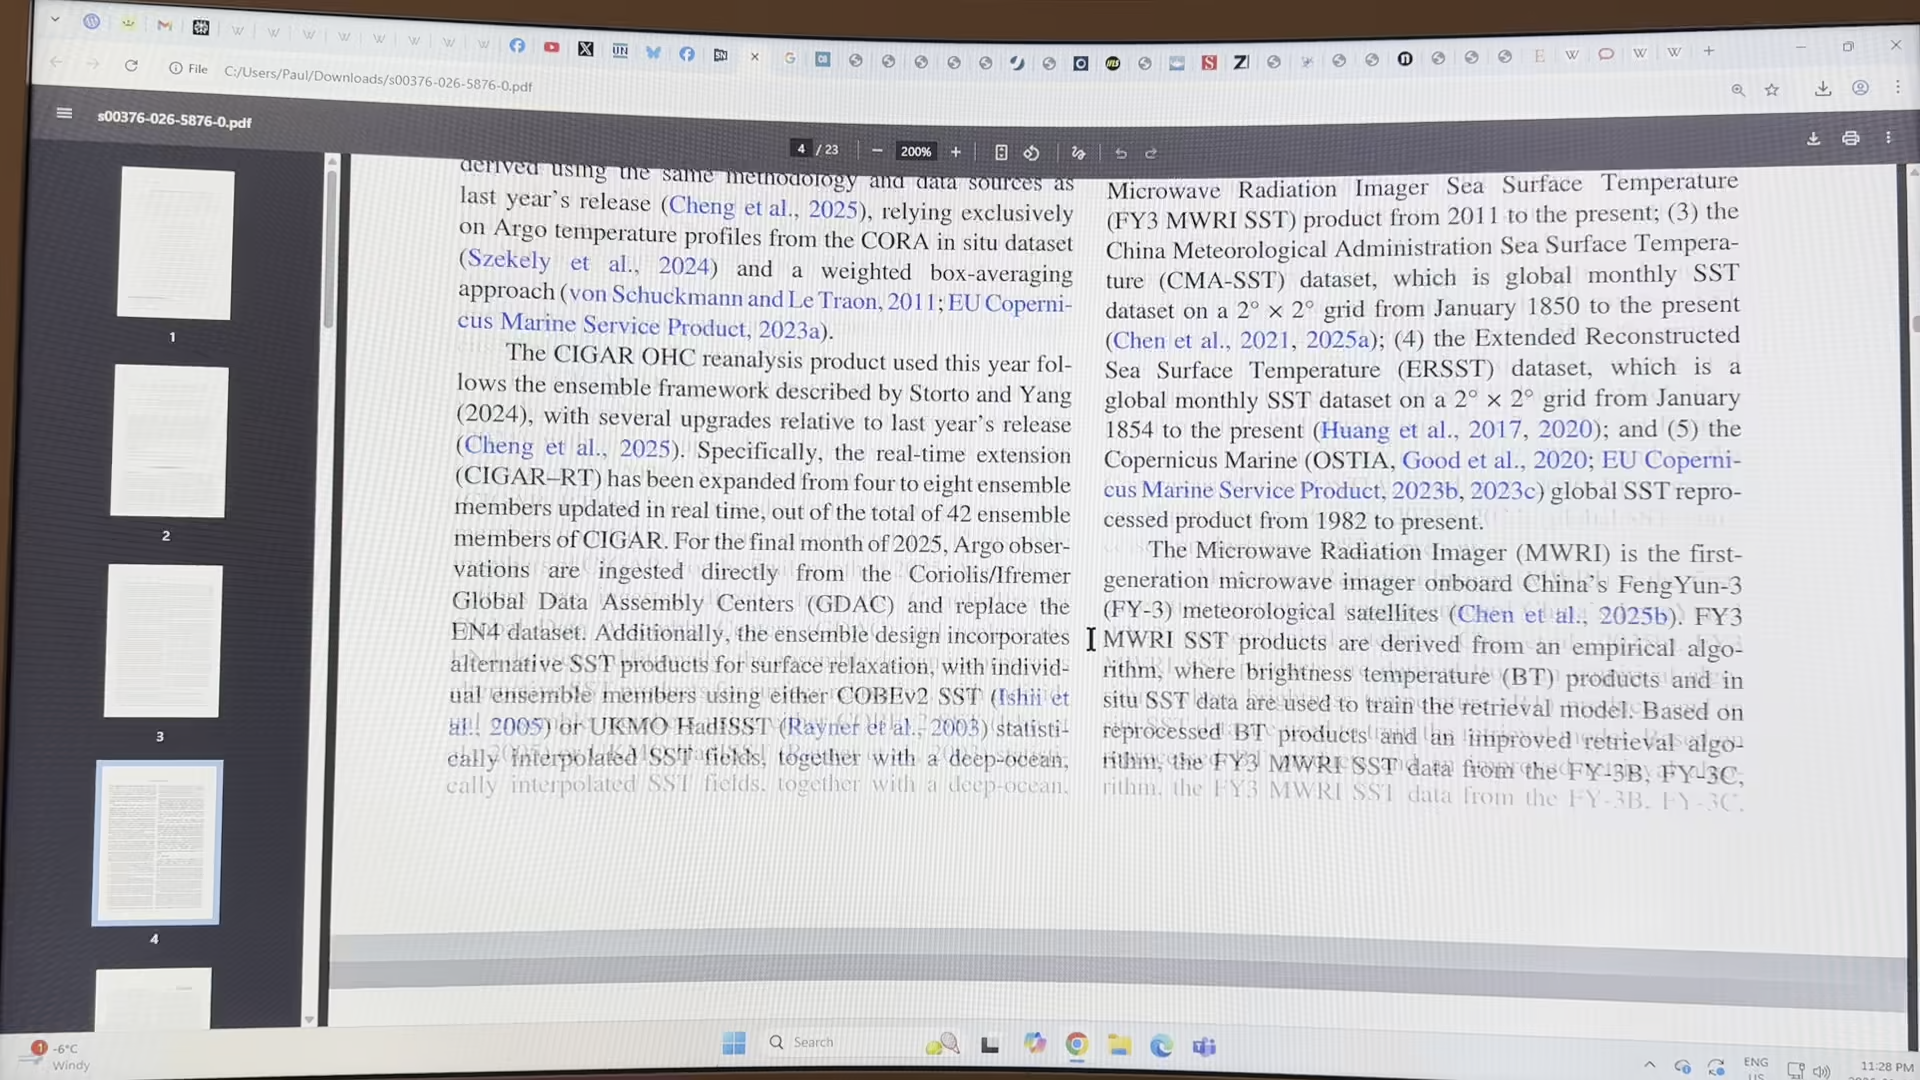 File
C:/Users/Paul/Downloads/s00376-026-5876-0.pdf
s00376-026-5876-0.pdf
4 / 23
200%
1
2
3
4
derived using the same methodology and data sources as
last year's release (Cheng et al., 2025), relying exclusively
on Argo temperature profiles from the CORA in situ dataset
(Szekely et al., 2024) and a weighted box-averaging
approach (von Schuckmann and Le Traon, 2011; EU Coperni-
cus Marine Service Product, 2023a).
The CIGAR OHC reanalysis product used this year fol-
lows the ensemble framework described by Storto and Yang
(2024), with several upgrades relative to last year's release
(Cheng et al., 2025). Specifically, the real-time extension
(CIGAR–RT) has been expanded from four to eight ensemble
members updated in real time, out of the total of 42 ensemble
members of CIGAR. For the final month of 2025, Argo obser-
vations are ingested directly from the Coriolis/Ifremer
Global Data Assembly Centers (GDAC) and replace the
EN4 dataset. Additionally, the ensemble design incorporates
alternative SST products for surface relaxation, with individ-
ual ensemble members using either COBEv2 SST (Ishii et
al., 2005) or UKMO HadISST (Rayner et al., 2003) statisti-
cally interpolated SST fields, together with a deep-ocean,
Microwave Radiation Imager Sea Surface Temperature
(FY3 MWRI SST) product from 2011 to the present; (3) the
China Meteorological Administration Sea Surface Tempera-
ture (CMA-SST) dataset, which is global monthly SST
dataset on a 2° × 2° grid from January 1850 to the present
(Chen et al., 2021, 2025a); (4) the Extended Reconstructed
Sea Surface Temperature (ERSST) dataset, which is a
global monthly SST dataset on a 2° × 2° grid from January
1854 to the present (Huang et al., 2017, 2020); and (5) the
Copernicus Marine (OSTIA, Good et al., 2020; EU Coperni-
cus Marine Service Product, 2023b, 2023c) global SST repro-
cessed product from 1982 to present.
The Microwave Radiation Imager (MWRI) is the first-
generation microwave imager onboard China's FengYun-3
(FY-3) meteorological satellites (Chen et al., 2025b). FY3
MWRI SST products are derived from an empirical algo-
rithm, where brightness temperature (BT) products and in
situ SST data are used to train the retrieval model. Based on
reprocessed BT products and an improved retrieval algo-
rithm, the FY3 MWRI SST data from the FY-3B, FY-3C,
1
-6°C
Windy
Search
ENG
US
11:28 PM